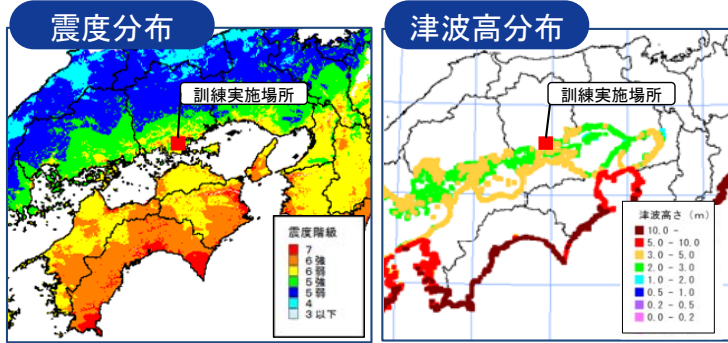 震度分布
訓練実施場所
震度階級
7
6強
6弱
5強
5弱
4
3以下
津波高分布
訓練実施場所
津波高さ（m）
10.0 -
5.0 - 10.0
3.0 - 5.0
2.0 - 3.0
1.0 - 2.0
0.5 - 1.0
0.2 - 0.5
0.0 - 0.2